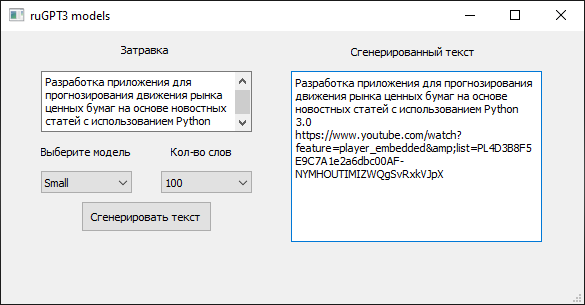 ruGPT3 models
Затравка
Разработка приложения для
прогнозирования движения рынка
ценных бумаг на основе новостных
статей с использованием Python
Выберите модель
Кол-во слов
Small
100
Сгенерировать текст
Сгенерированный текст
Разработка приложения для прогнозирования
движения рынка ценных бумаг на основе
новостных статей с использованием Python
3.0
https://www.youtube.com/watch?
feature=player_embedded&amp;list=PL4D3B8F5
E9C7A1e2a6dbc00AF-
NYMHOUTIMIZWQgSvRxkVJpX